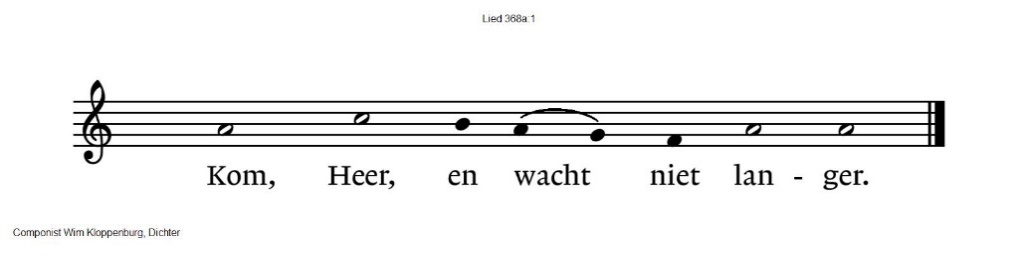 Lied 368a:1
Kom, Heer, en wacht niet lan - ger.
Componist Wim Kloppenburg, Dichter